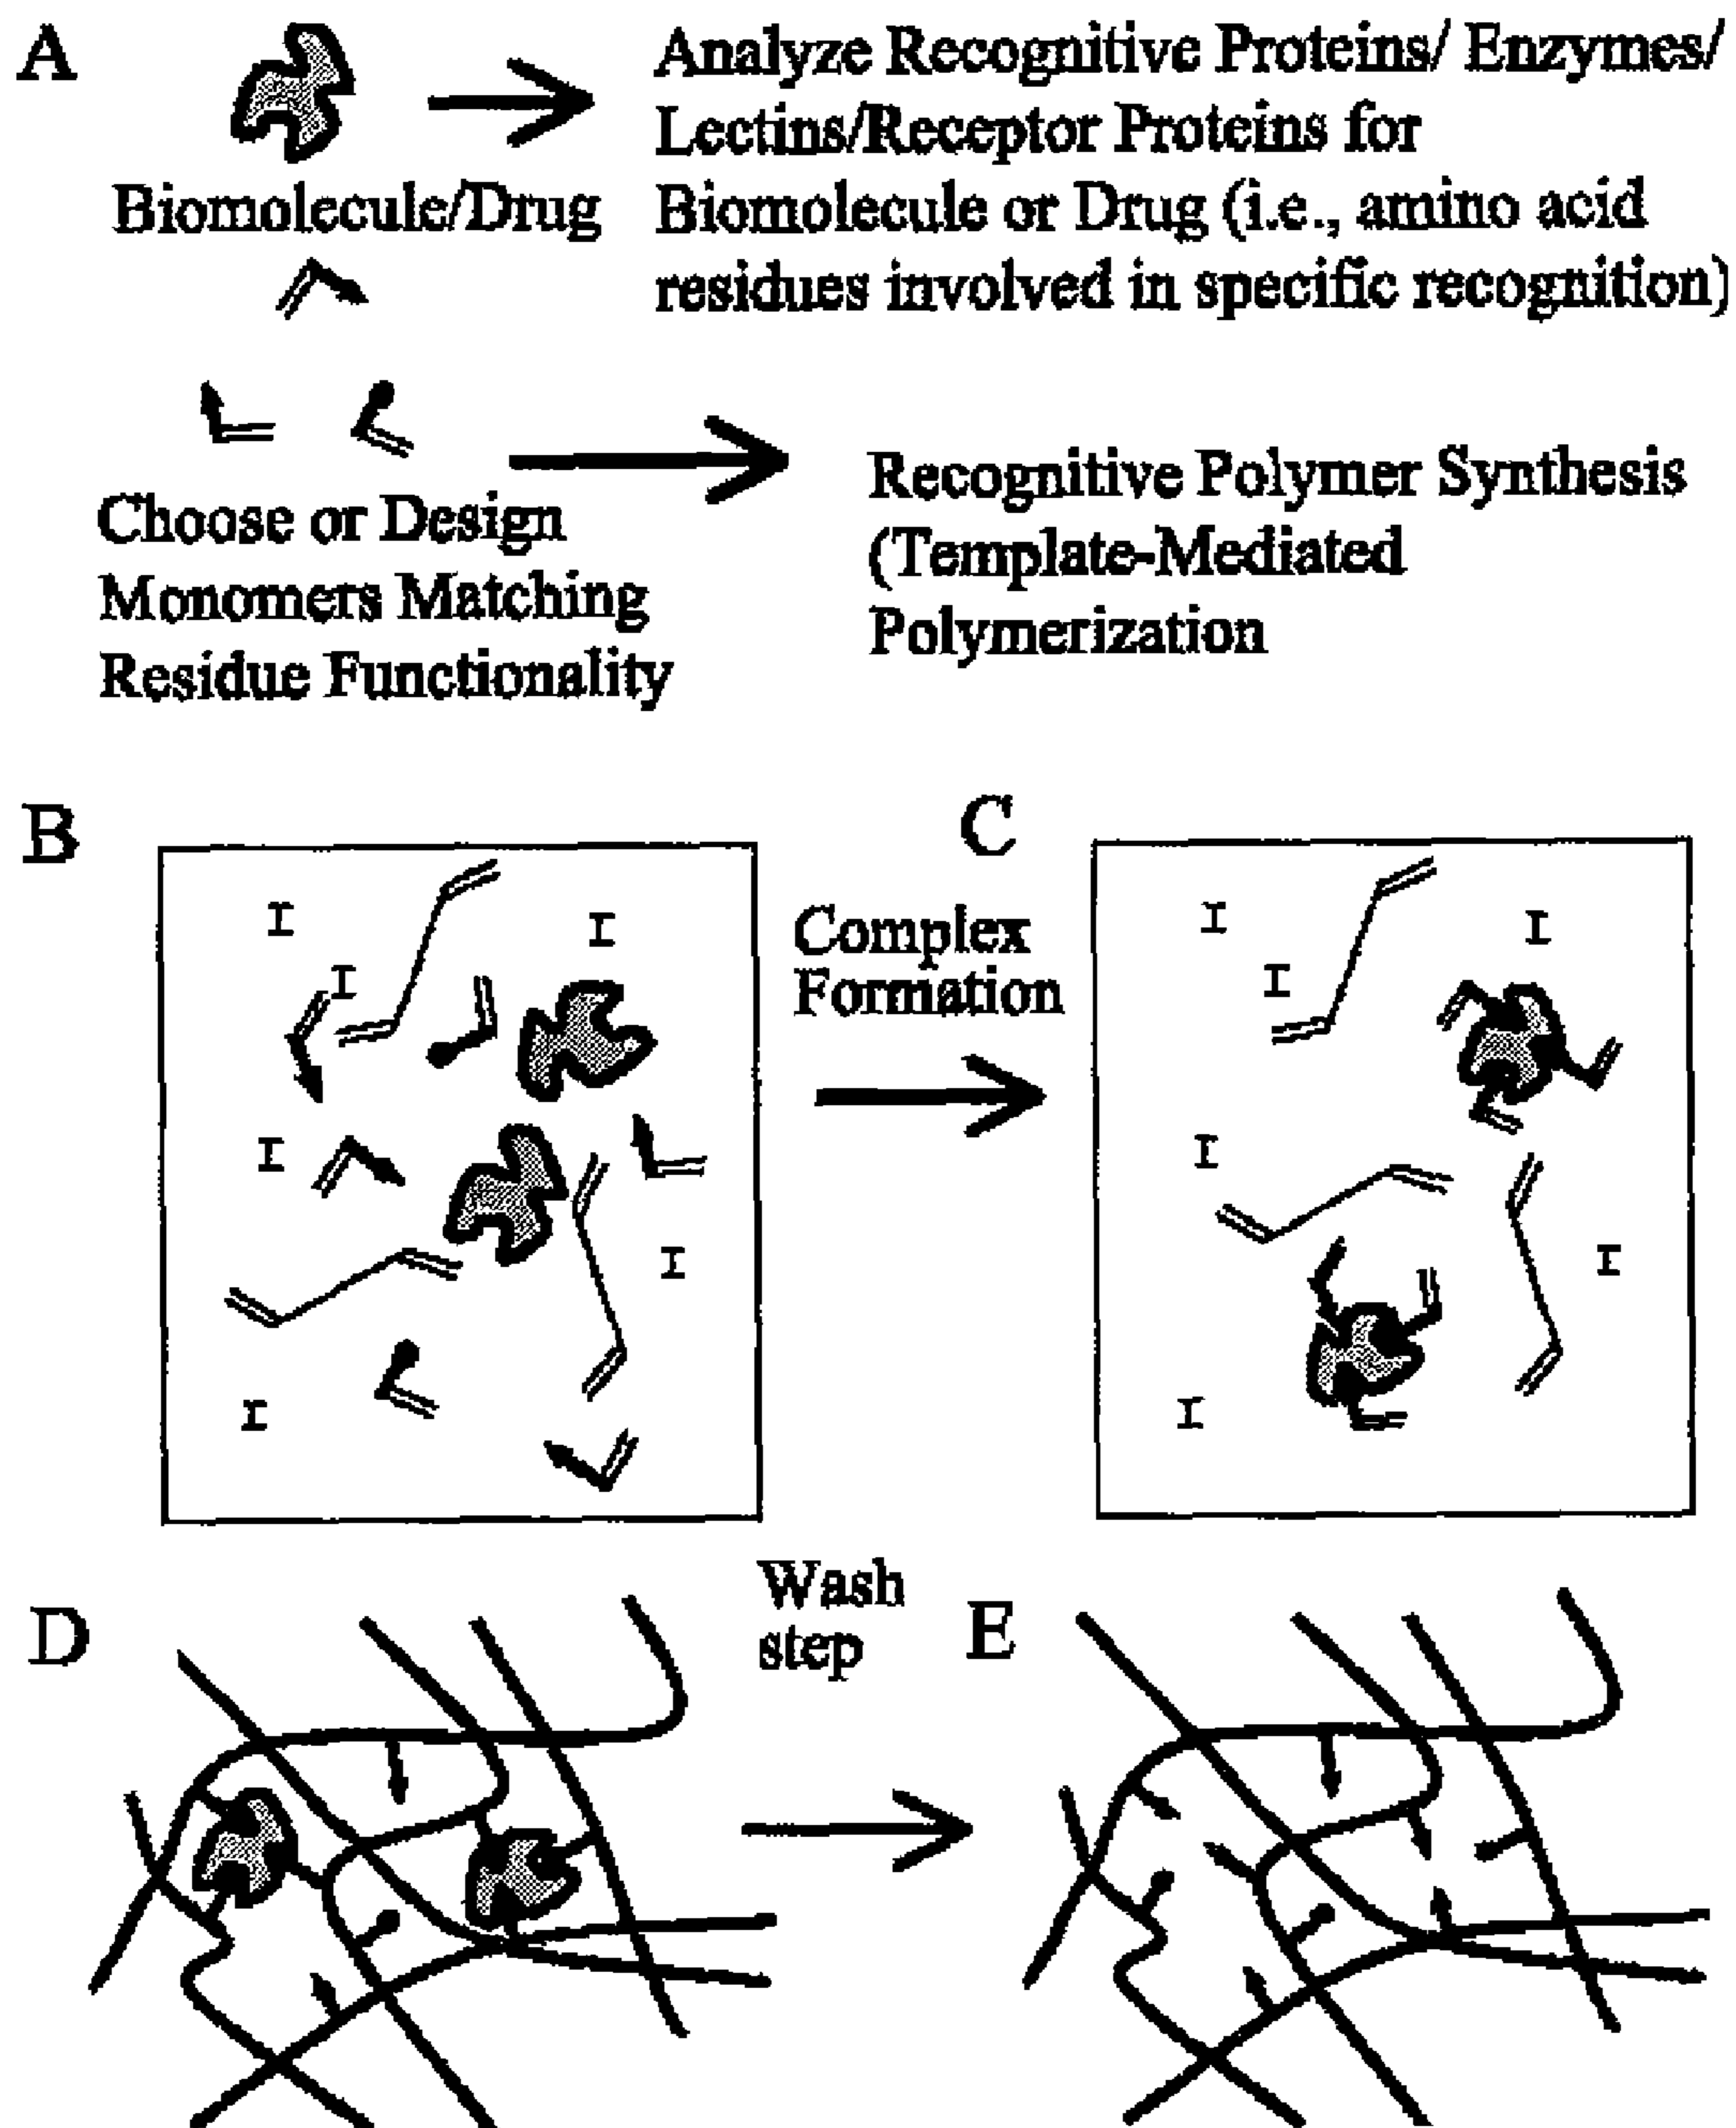 A
Analyze Recognitive Proteins/ Enzymes/
Lectins/Receptor Proteins for
Biomolecule or Drug (i.e., amino acid
residues involved in specific recognition)
Biomolecule/Drug
Choose or Design
Monomers Matching
Residue Functionality
Recognitive Polymer Synthesis
(Template-Mediated
Polymerization
B
I
I
I
I
I
I
Complex
Formation
C
I
I
I
I
I
I
D
Wash
step
E